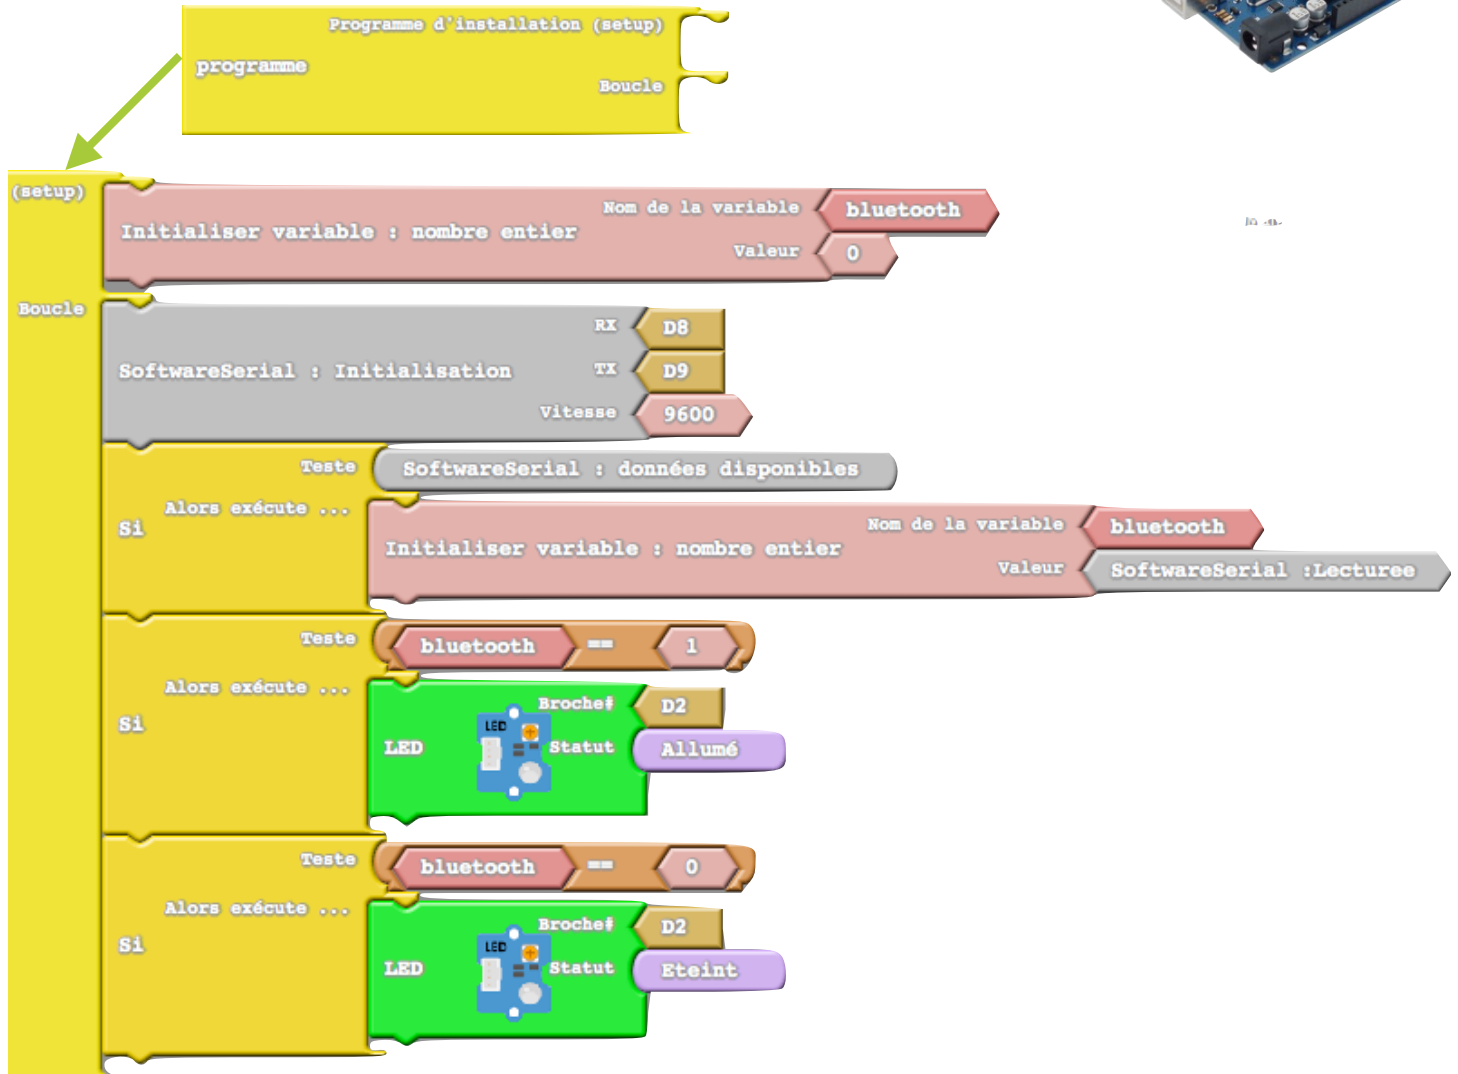 Programme d'installation (setup)
programme
Boucle
(setup)
Nom de la variable bluetooth
Initialiser variable : nombre entier
Valeur 0
Boucle
RX D8
SoftwareSerial : Initialisation TX D9
Vitesse 9600
Teste SoftwareSerial : données disponibles
Alors exécute ...
Si
Nom de la variable bluetooth
Initialiser variable : nombre entier
Valeur SoftwareSerial :Lecturee
Teste bluetooth == 1
Alors exécute ...
Si
Broche# D2
LED
LED Statut Allumé
Teste bluetooth == 0
Alors exécute ...
Si
Broche# D2
LED
LED Statut Eteint